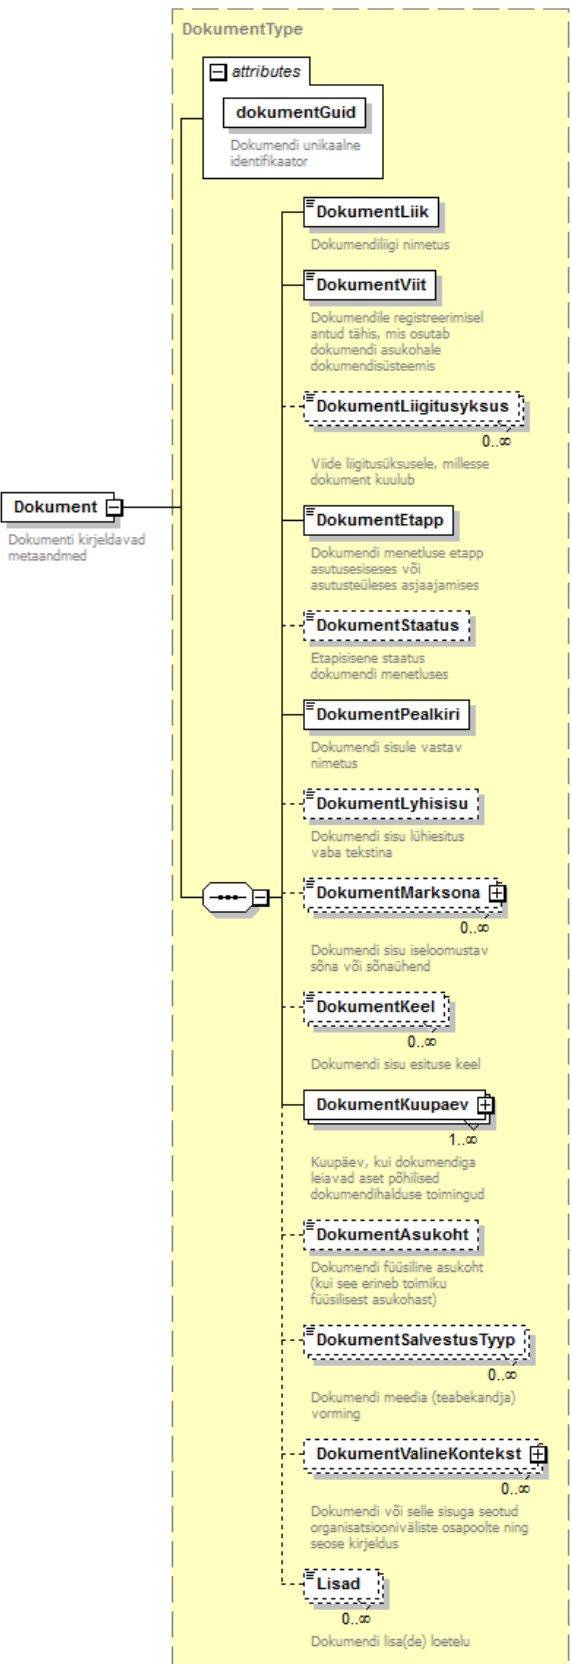 DokumentType
attributes
dokumentGuid
Dokumendi unikaalne
identifikaator
DokumentLiik
Dokumendiliigi nimetus
DokumentViit
Dokumendile registreerimisel
antud tähis, mis osutab
dokumendi asukohale
dokumendisüsteemis
DokumentLiigitusyksus
0..∞
Viide liigitusüksusele, millesse
dokument kuulub
Dokument
Dokumenti kirjeldavad
metaandmed
DokumentEtapp
Dokumendi menetluse etapp
asutusesiseses või
asutusteüleses asjaajamises
DokumentStaatus
Etapisisene staatus
dokumendi menetluses
DokumentPealkiri
Dokumendi sisule vastav
nimetus
DokumentLyhisisu
Dokumendi sisu lühiesitus
vaba tekstina
DokumentMarksona
0..∞
Dokumendi sisu iseloomustav
sõna või sõnaühend
DokumentKeel
0..∞
Dokumendi sisu esituse keel
DokumentKuupaev
1..∞
Kuupäev, kui dokumendiga
leiavad aset põhilised
dokumendihalduse toimingud
DokumentAsukoht
Dokumendi füüsiline asukoht
(kui see erineb toimiku
füüsilisest asukohast)
DokumentSalvestusTyyp
0..∞
Dokumendi meedia (teabekandja)
vorming
DokumentValineKontekst
0..∞
Dokumendi või selle sisuga seotud
organisatsiooniväliste osapoolte ning
seose kirjeldus
Lisad
0..∞
Dokumendi lisa(de) loetelu